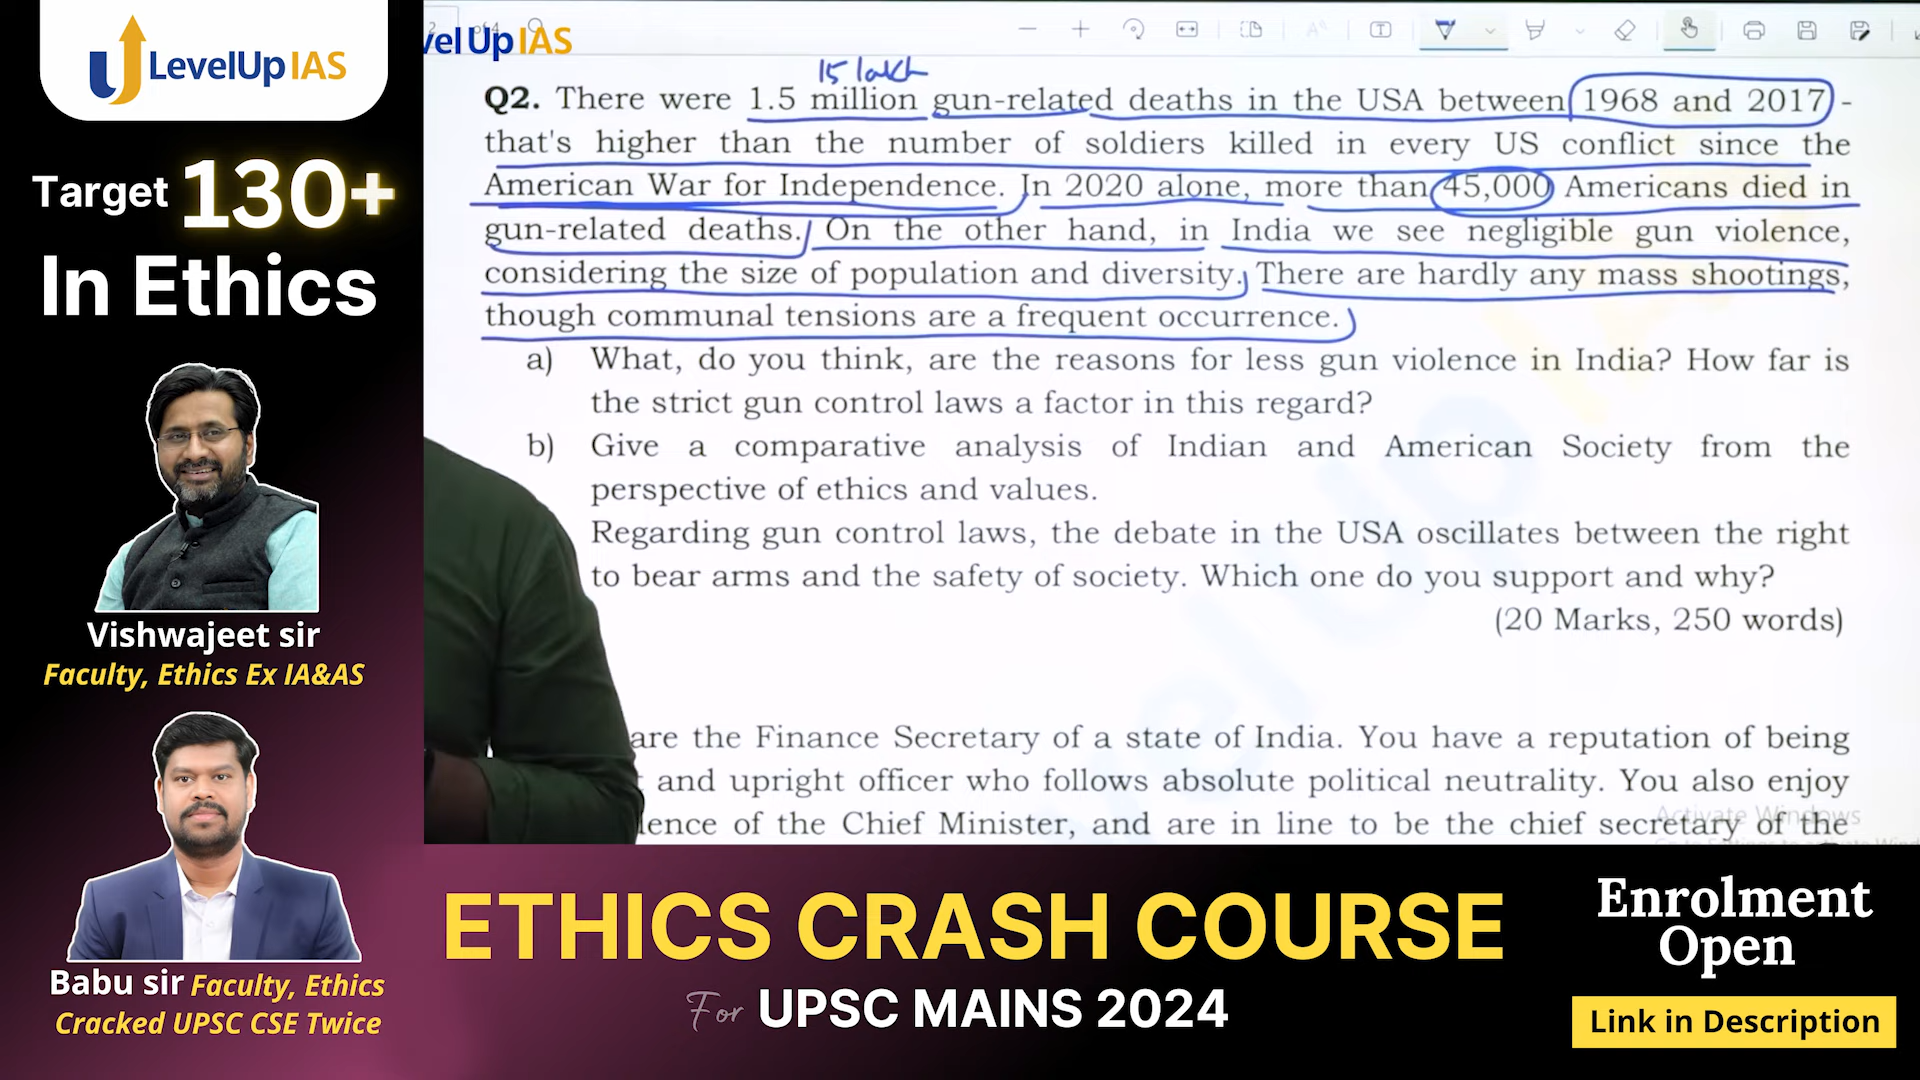 LevelUp IAS
Target 130+
In Ethics
Vishwajeet sir
Faculty, Ethics Ex IA&AS
Babu sir Faculty, Ethics
Cracked UPSC CSE Twice
vel Up IAS
15 lakh
Q2. There were 1.5 million gun-related deaths in the USA between 1968 and 2017 -
that's higher than the number of soldiers killed in every US conflict since the
American War for Independence. In 2020 alone, more than 45,000 Americans died in
gun-related deaths. On the other hand, in India we see negligible gun violence,
considering the size of population and diversity. There are hardly any mass shootings,
though communal tensions are a frequent occurrence.
a) What, do you think, are the reasons for less gun violence in India? How far is
the strict gun control laws a factor in this regard?
b) Give a comparative analysis of Indian and American Society from the
perspective of ethics and values.
Regarding gun control laws, the debate in the USA oscillates between the right
to bear arms and the safety of society. Which one do you support and why?
(20 Marks, 250 words)
are the Finance Secretary of a state of India. You have a reputation of being
and upright officer who follows absolute political neutrality. You also enjoy
lence of the Chief Minister, and are in line to be the chief secretary of the
Activate Windows
ETHICS CRASH COURSE
For UPSC MAINS 2024
Enrolment
Open
Link in Description